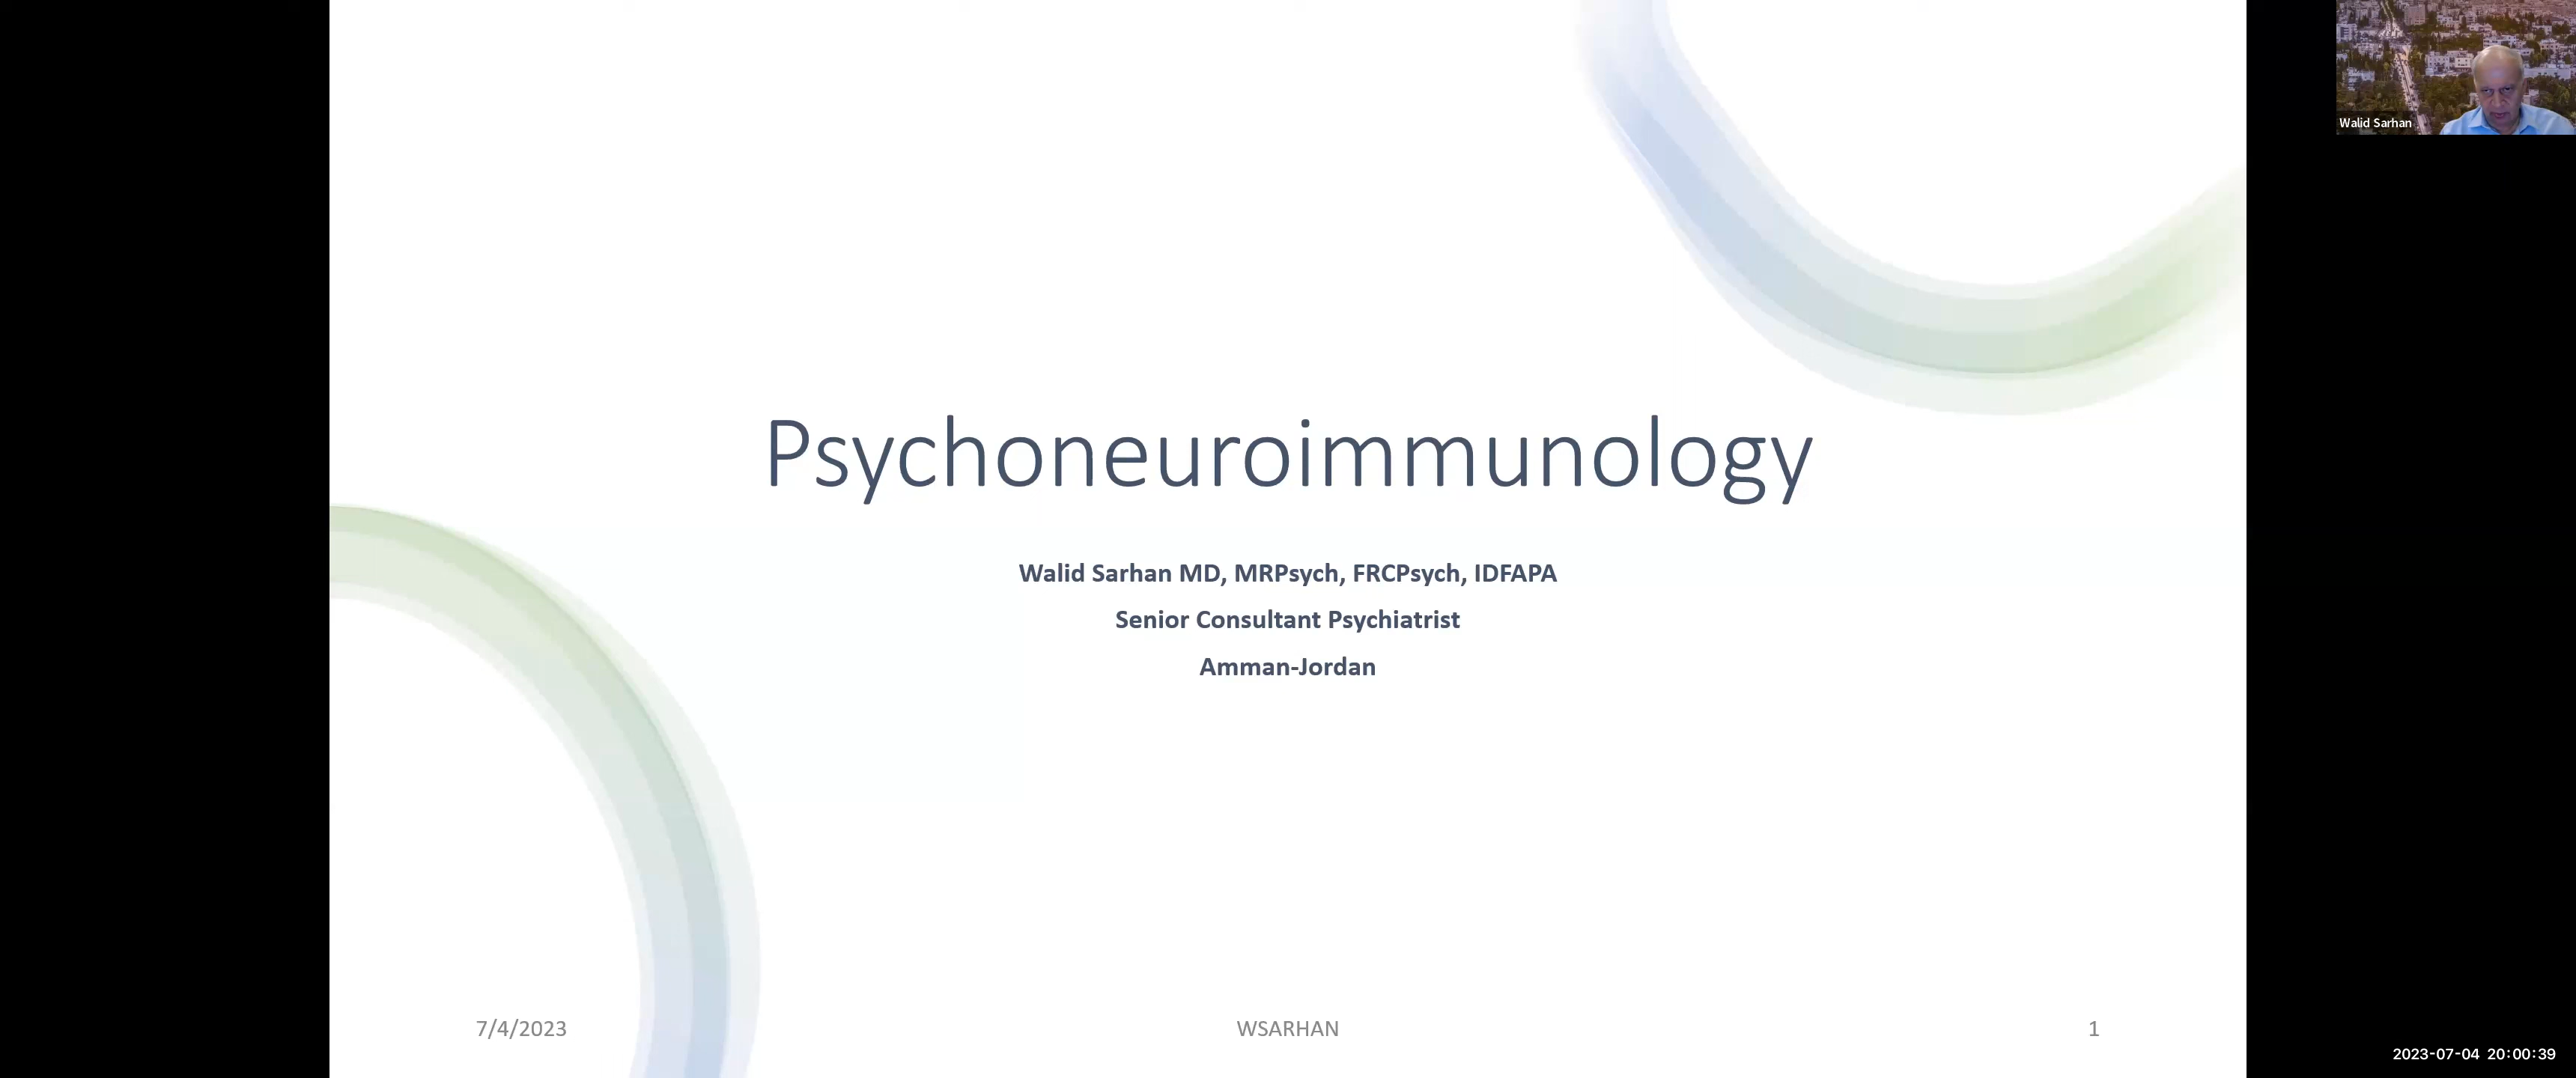 Walid Sarhan
Psychoneuroimmunology
Walid Sarhan MD, MRPsych, FRCPsych, IDFAPA
Senior Consultant Psychiatrist
Amman-Jordan
7/4/2023
WSARHAN
1
2023-07-04 20:00:39